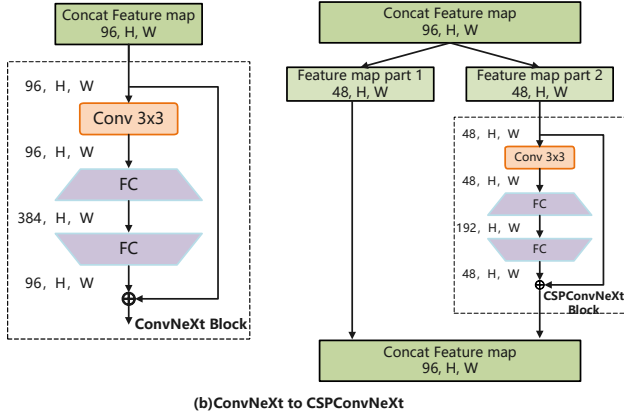 Concat Feature map
96, H, W
96, H, W
Conv 3x3
96, H, W
FC
384, H, W
FC
96, H, W
ConvNeXt Block
Concat Feature map
96, H, W
Feature map part 1
48, H, W
Feature map part 2
48, H, W
48, H, W
Conv 3x3
48, H, W
FC
192, H, W
FC
48, H, W
CSPConvNeXt
Block
Concat Feature map
96, H, W
(b)ConvNeXt to CSPConvNeXt